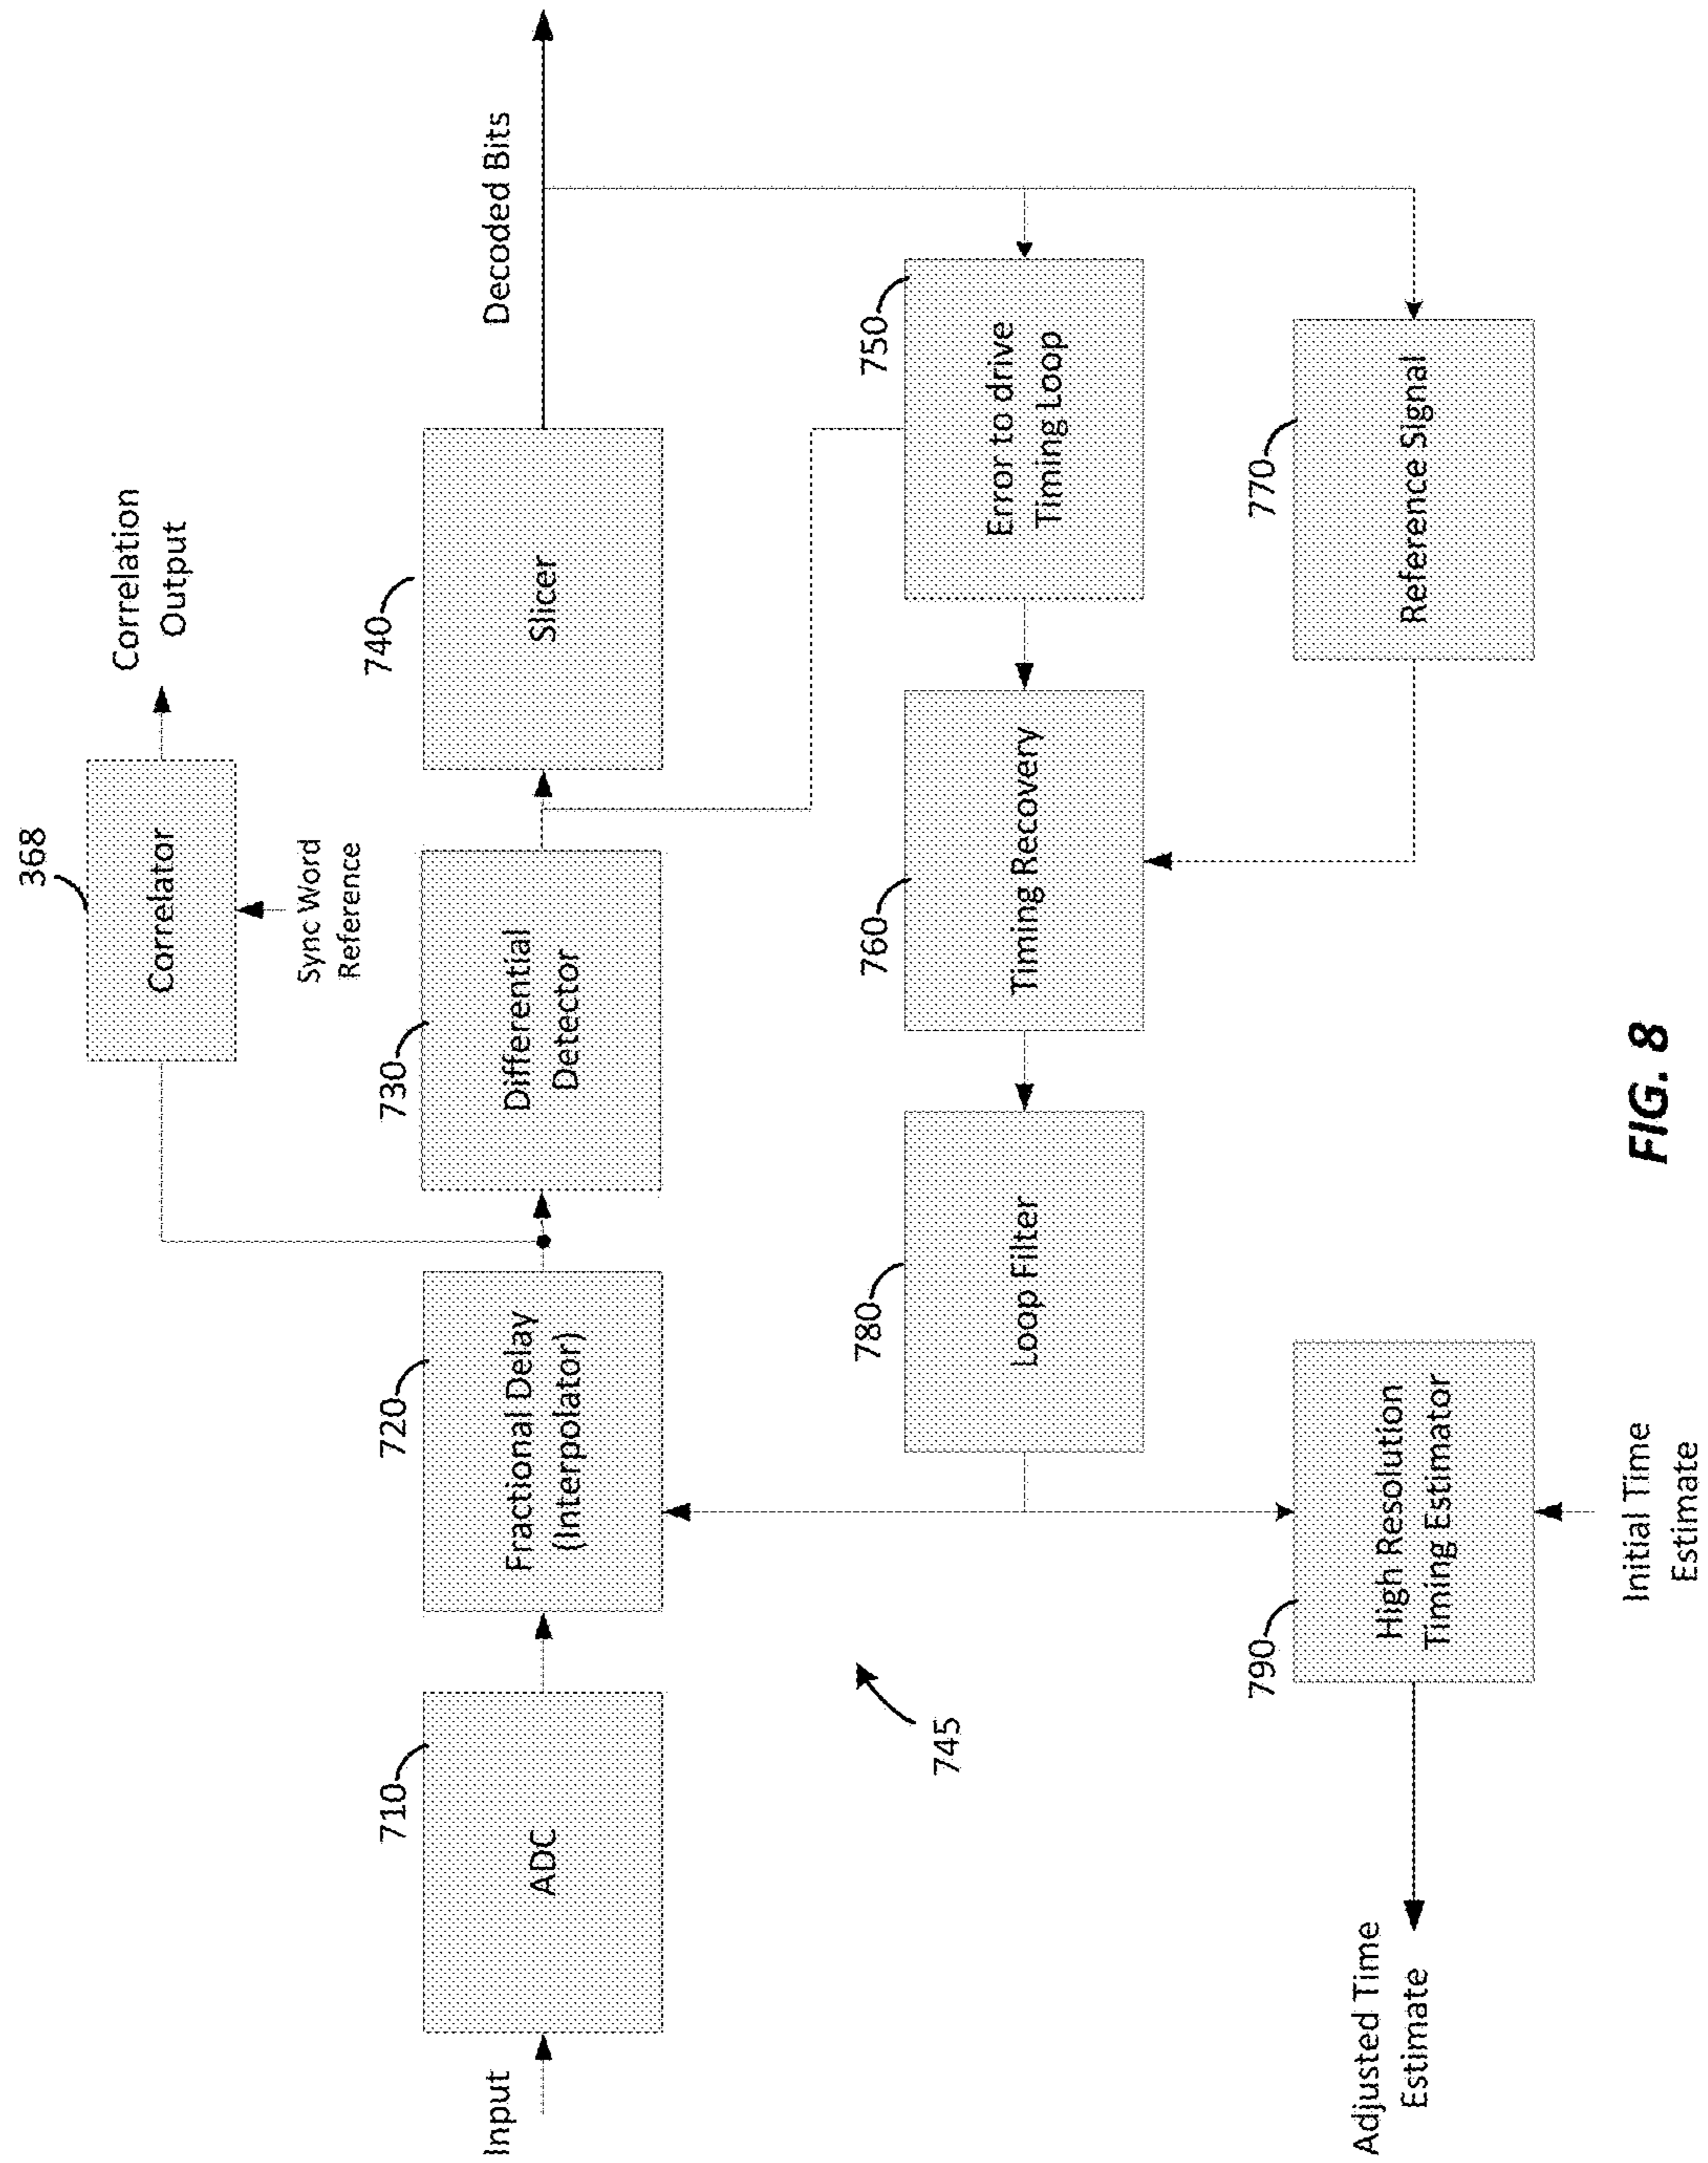 368
Correlator
Correlation
Output
Sync Word
Reference
Input
710
ADC
720
Fractional Delay
(Interpolator)
730
Differential
Detector
740
Slicer
Decoded Bits
745
780
Loop Filter
760
Timing Recovery
750
Error to drive
Timing Loop
790
High Resolution
Timing Estimator
770
Reference Signal
Adjusted Time
Estimate
Initial Time
Estimate
FIG. 8